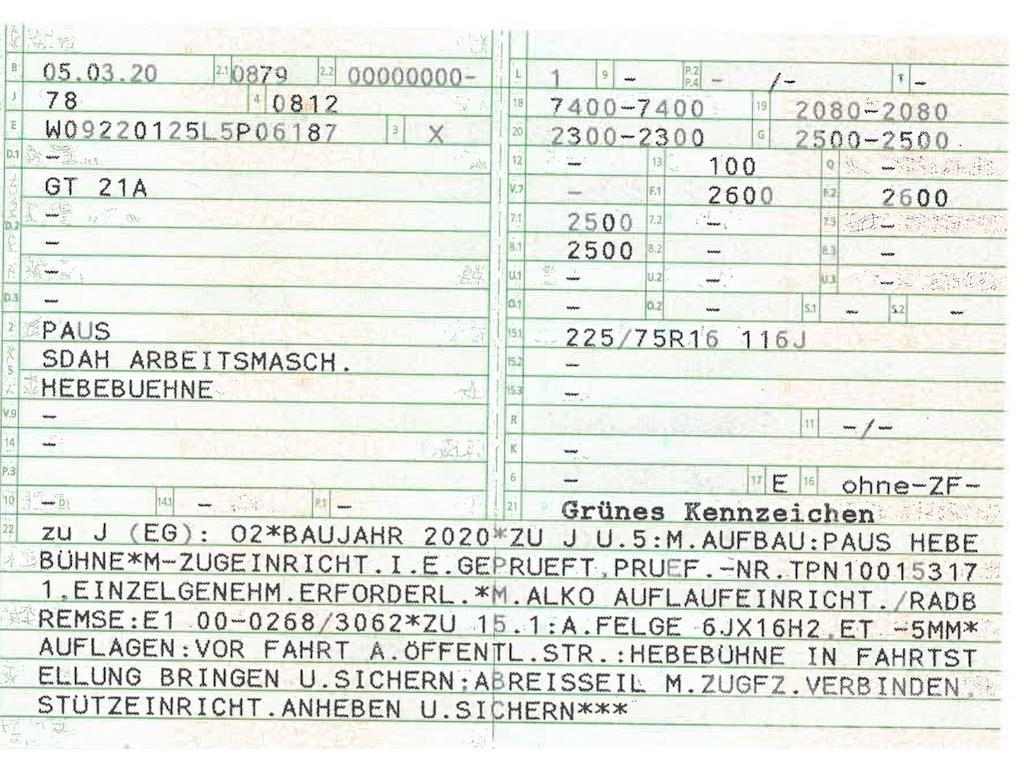 B 05.03.20 2.1 0879 2.2 00000000-
J 78 4 0812
E W09220125L5P06187 3 X
D.1 -
GT 21A
-
D.2 -
-
D.3 -
2 PAUS
5 SDAH ARBEITSMASCH.
HEBEBUEHNE
V.9 -
14 -
P.3
10 - 14.1 - P.1 -
L 1 9 - P.2 P.4 - /- T -
18 7400-7400 19 2080-2080
20 2300-2300 G 2500-2500
12 - 13 100 Q -
V.7 - F.1 2600 F.2 2600
7.1 2500 7.2 - 7.3 -
8.1 2500 8.2 - 8.3 -
U.1 - U.2 - U.3 -
O.1 - O.2 - S.1 - S.2 -
15.1 225/75R16 116J
15.2 -
15.3 -
R 11 -/-
K -
6 - 17 E 16 ohne-ZF-
21 Grünes Kennzeichen
22 zu J (EG): O2*BAUJAHR 2020*ZU J U.5:M.AUFBAU:PAUS HEBE
BÜHNE*M-ZUGEINRICHT.I.E.GEPRUEFT,PRUEF.-NR.TPN10015317
1,EINZELGENEHM.ERFORDERL.*M.ALKO AUFLAUFEINRICHT./RADB
REMSE:E1 00-0268/3062*ZU 15.1:A.FELGE 6JX16H2,ET -5MM*
AUFLAGEN:VOR FAHRT A.ÖFFENTL.STR.:HEBEBÜHNE IN FAHRTST
ELLUNG BRINGEN U.SICHERN;ABREISSEIL M.ZUGFZ.VERBINDEN,
STÜTZEINRICHT.ANHEBEN U.SICHERN***